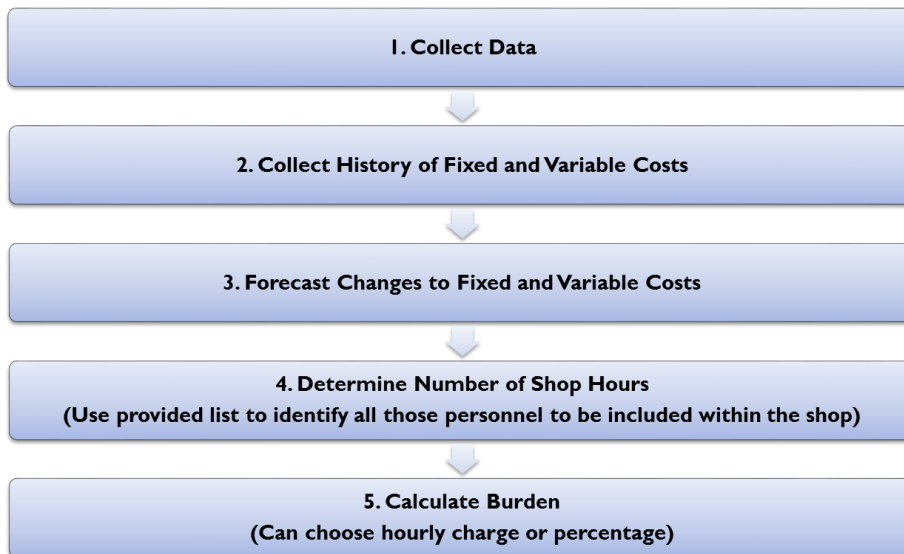 1. Collect Data
2. Collect History of Fixed and Variable Costs
3. Forecast Changes to Fixed and Variable Costs
4. Determine Number of Shop Hours
(Use provided list to identify all those personnel to be included within the shop)
5. Calculate Burden
(Can choose hourly charge or percentage)